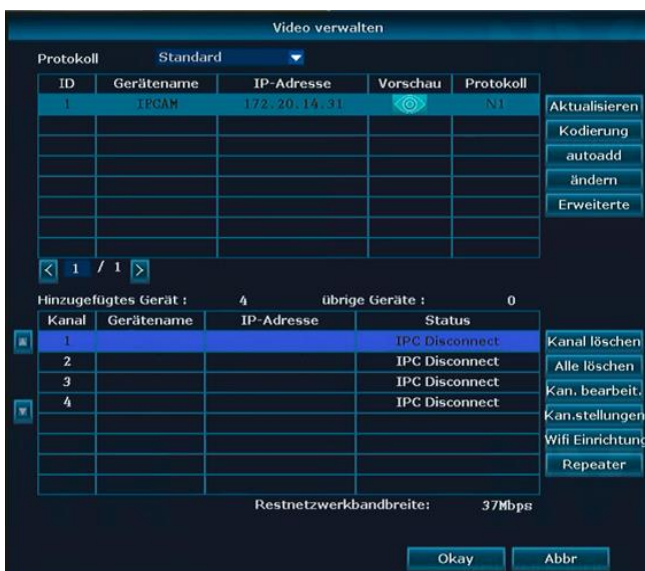 Video verwalten
Protokoll Standard
ID Gerätename IP-Adresse Vorschau Protokoll
1 IPCAM 172.20.14.31 N1
Aktualisieren
Kodierung
autoadd
ändern
Erweiterte
< 1 / 1 >
Hinzugefügtes Gerät : 4 übrige Geräte : 0
Kanal Gerätename IP-Adresse Status
1 IPC Disconnect
2 IPC Disconnect
3 IPC Disconnect
4 IPC Disconnect
Kanal löschen
Alle löschen
Kan. bearbeit.
Kan.stellungen
Wifi Einrichtung
Repeater
Restnetzwerkbandbreite: 37Mbps
Okay Abbr